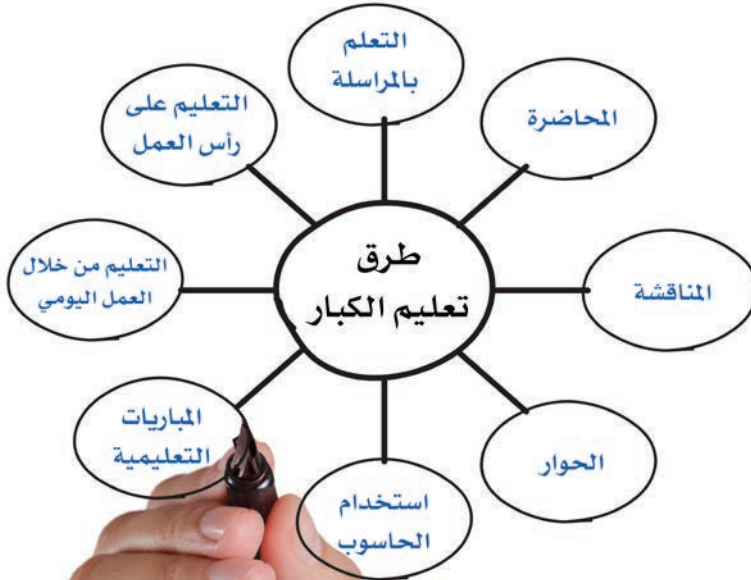 طرق
تعليم الكبار
المحاضرة
المناقشة
الحوار
استخدام
الحاسوب
المباريات
التعليمية
التعليم من خلال
العمل اليومي
التعليم على
رأس العمل
التعلم
بالمراسلة